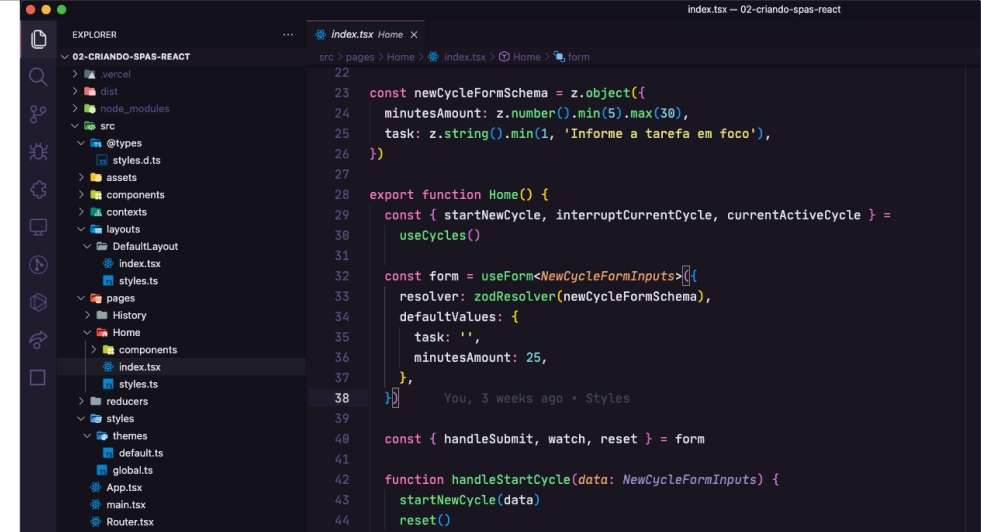 index.tsx — 02-criando-spas-react
EXPLORER
···
02-CRIANDO-SPAS-REACT
.vercel
dist
node_modules
src
@types
styles.d.ts
assets
components
contexts
layouts
DefaultLayout
index.tsx
styles.ts
pages
History
Home
components
index.tsx
styles.ts
reducers
styles
themes
default.ts
global.ts
App.tsx
main.tsx
Router.tsx
index.tsx Home ×
src > pages > Home > index.tsx > Home > form
22
23 const newCycleFormSchema = z.object({
24 minutesAmount: z.number().min(5).max(30),
25 task: z.string().min(1, 'Informe a tarefa em foco'),
26 })
27
28 export function Home() {
29 const { startNewCycle, interruptCurrentCycle, currentActiveCycle } =
30 useCycles()
31
32 const form = useForm<NewCycleFormInputs>({
33 resolver: zodResolver(newCycleFormSchema),
34 defaultValues: {
35 task: '',
36 minutesAmount: 25,
37 },
38 }) You, 3 weeks ago • Styles
39
40 const { handleSubmit, watch, reset } = form
41
42 function handleStartCycle(data: NewCycleFormInputs) {
43 startNewCycle(data)
44 reset()